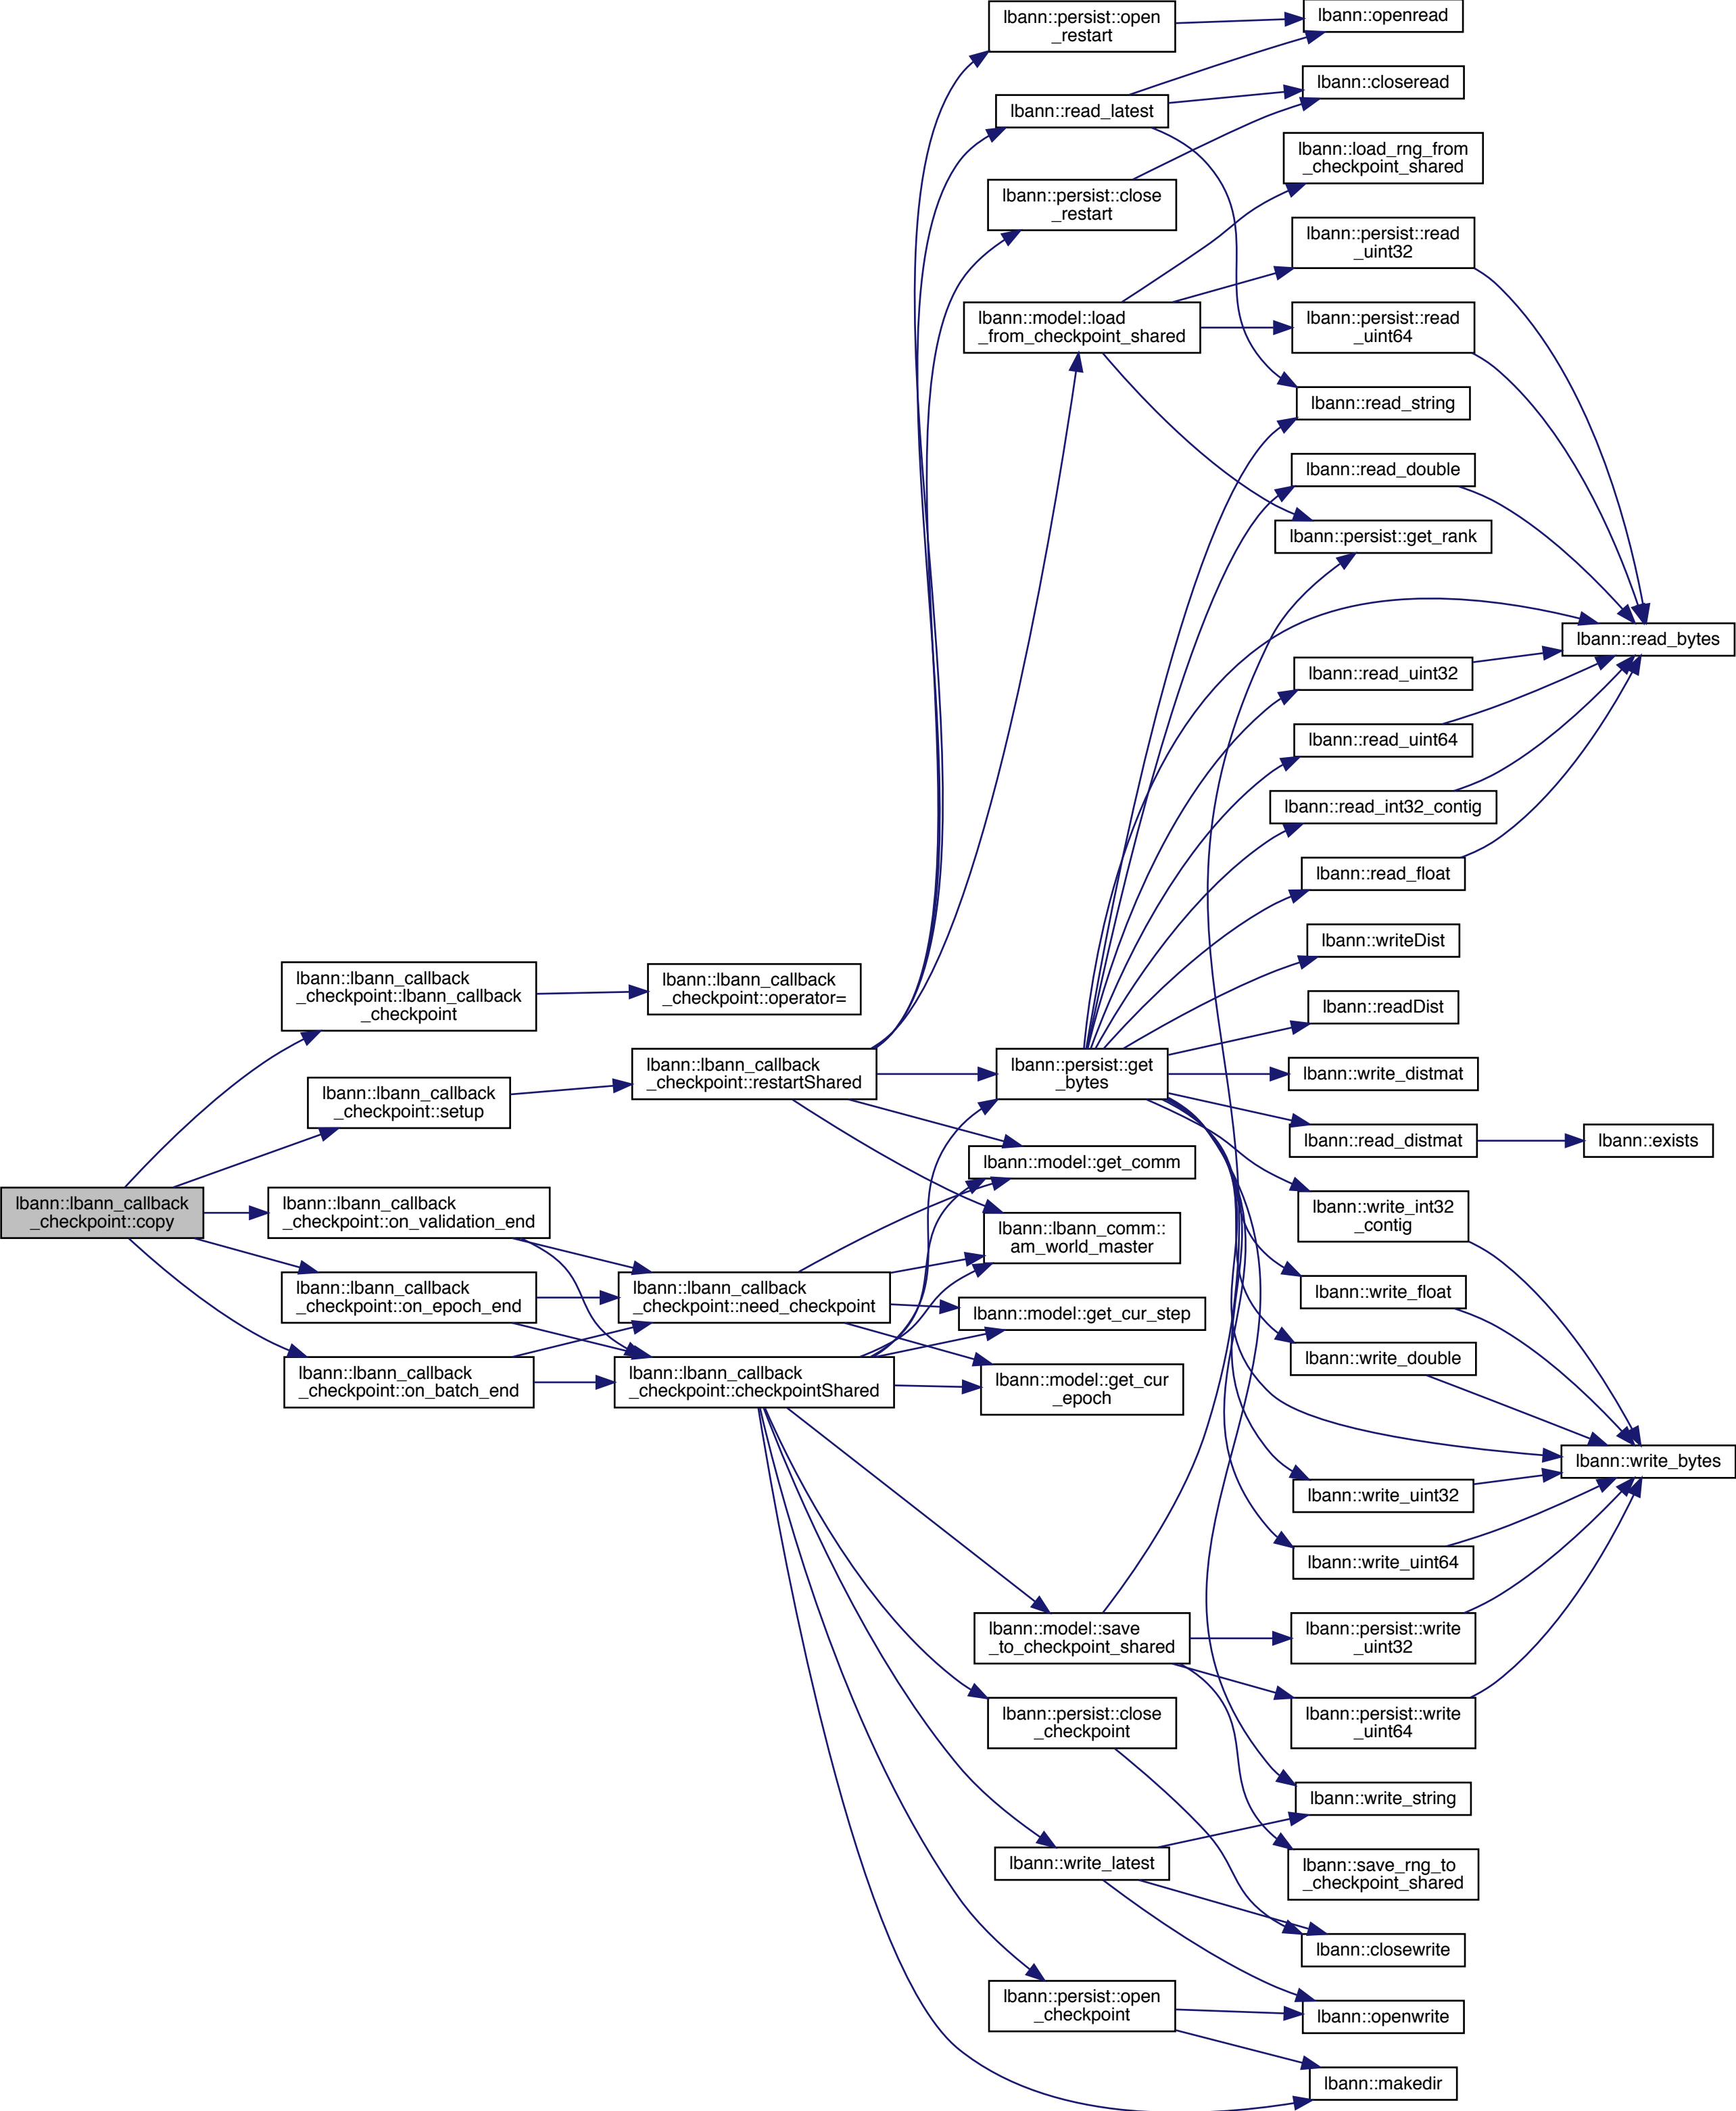 lbann::lbann_callback
_checkpoint::copy
lbann::lbann_callback
_checkpoint::lbann_callback
_checkpoint
lbann::lbann_callback
_checkpoint::setup
lbann::lbann_callback
_checkpoint::on_validation_end
lbann::lbann_callback
_checkpoint::on_epoch_end
lbann::lbann_callback
_checkpoint::on_batch_end
lbann::lbann_callback
_checkpoint::operator=
lbann::lbann_callback
_checkpoint::restartShared
lbann::lbann_callback
_checkpoint::need_checkpoint
lbann::lbann_callback
_checkpoint::checkpointShared
lbann::persist::open
_restart
lbann::read_latest
lbann::persist::close
_restart
lbann::model::load
_from_checkpoint_shared
lbann::persist::get
_bytes
lbann::model::get_comm
lbann::lbann_comm::
am_world_master
lbann::model::get_cur_step
lbann::model::get_cur
_epoch
lbann::model::save
_to_checkpoint_shared
lbann::persist::close
_checkpoint
lbann::write_latest
lbann::persist::open
_checkpoint
lbann::openread
lbann::closeread
lbann::load_rng_from
_checkpoint_shared
lbann::persist::read
_uint32
lbann::persist::read
_uint64
lbann::read_string
lbann::read_double
lbann::persist::get_rank
lbann::read_uint32
lbann::read_uint64
lbann::read_int32_contig
lbann::read_float
lbann::writeDist
lbann::readDist
lbann::write_distmat
lbann::read_distmat
lbann::write_int32
_contig
lbann::write_float
lbann::write_double
lbann::write_uint32
lbann::write_uint64
lbann::persist::write
_uint32
lbann::persist::write
_uint64
lbann::write_string
lbann::save_rng_to
_checkpoint_shared
lbann::closewrite
lbann::openwrite
lbann::makedir
lbann::read_bytes
lbann::exists
lbann::write_bytes